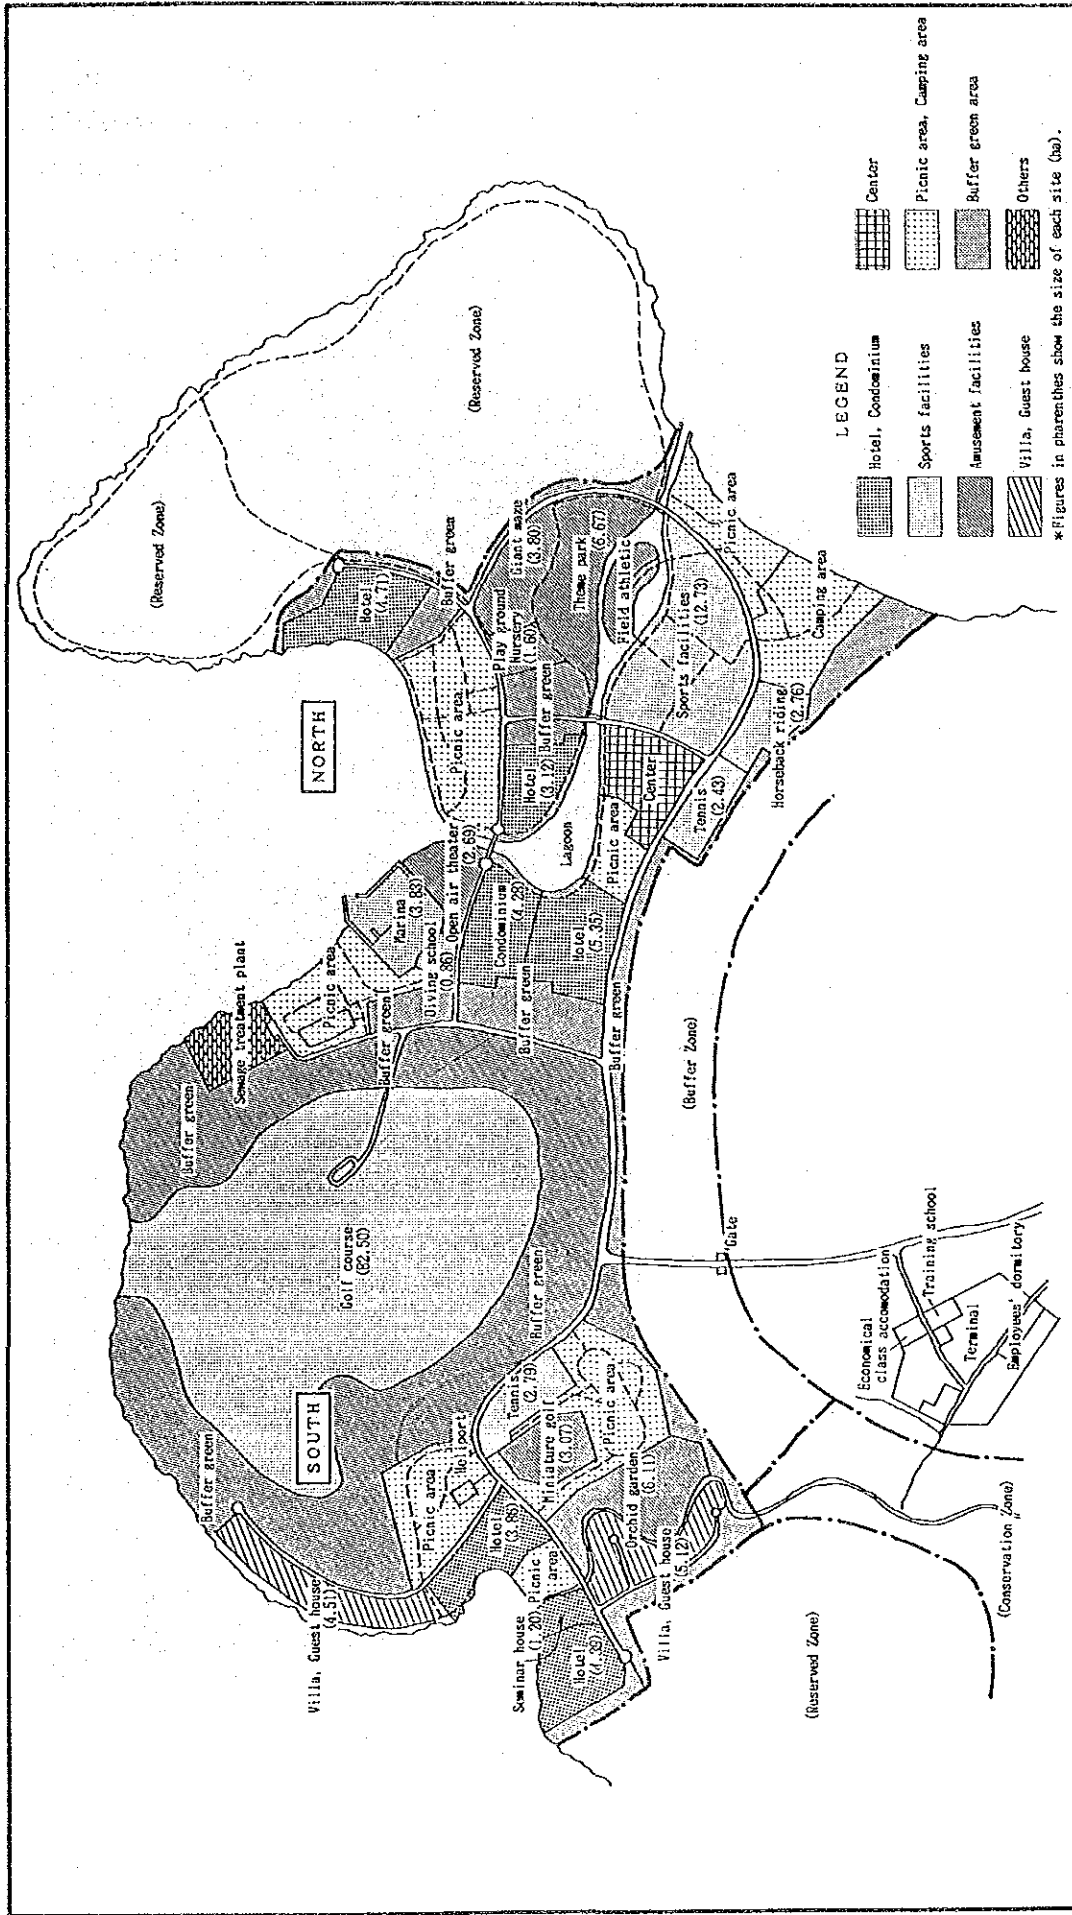 (Reserved Zone)
(Reserved Zone)
NORTH
Hotel
(4.71)
Buffer green
Giant maze
(3.80)
Play ground
Nursury
(1.60)
Theme park
(6.67)
Field athletic
Picnic area
Hotel
(3.12)
Buffer green
Sports facilities
(12.73)
Picnic area
Camping area
Horseback riding
(2.76)
Tennis
(2.43)
Center
Picnic area
Lagoon
Open air theater
(2.69)
Marina
(3.83)
Diving school
(0.86)
Condominium
(4.28)
Hotel
(5.35)
Picnic area
Sewage treatment plant
Buffer green
Buffer green
Buffer green
Buffer green
(Buffer Zone)
Golf course
(82.50)
Buffer green
Gate
SOUTH
Buffer green
Villa, Guest house
(4.51)
Picnic area
Heliport
Tennis
(2.79)
Miniature golf
(3.07)
Picnic area
Hotel
(3.86)
Orchid garden
(6.11)
Picnic
area
Seminar house
(1.20)
Hotel
(4.39)
Villa, Guest house
(5.12)
(Reserved Zone)
(Conservation Zone)
Economical
class accomodation
Training school
Terminal
Employees' dormitory
LEGEND
Hotel, Condominium
Sports facilities
Amusement facilities
Villa, Guest house
Center
Picnic area, Camping area
Buffer green area
Others
* Figures in pharenthes show the size of each site (ha).